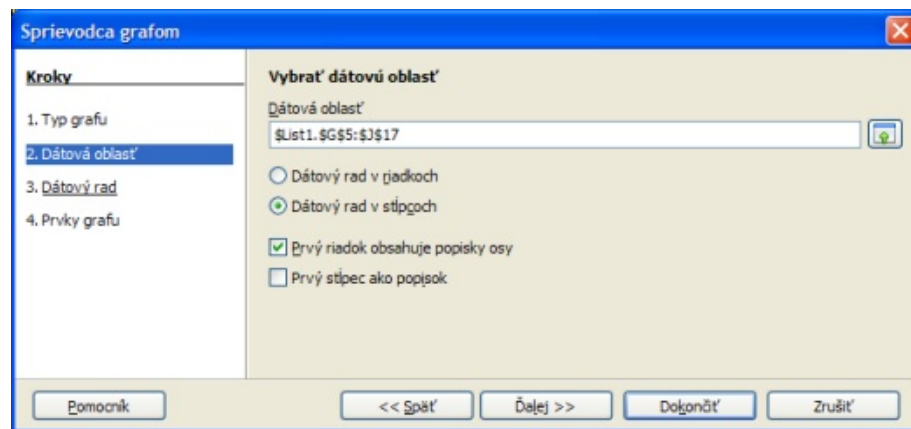 Sprievodca grafom
Kroky
1. Typ grafu
2. Dátová oblasť
3. Dátový rad
4. Prvky grafu
Vybrať dátovú oblasť
Dátová oblasť
$List1.$G$5:$J$17
Dátový rad v riadkoch
Dátový rad v stĺpcoch
Prvý riadok obsahuje popisky osy
Prvý stĺpec ako popisok
Pomocník
<< Späť
Ďalej >>
Dokončiť
Zrušiť